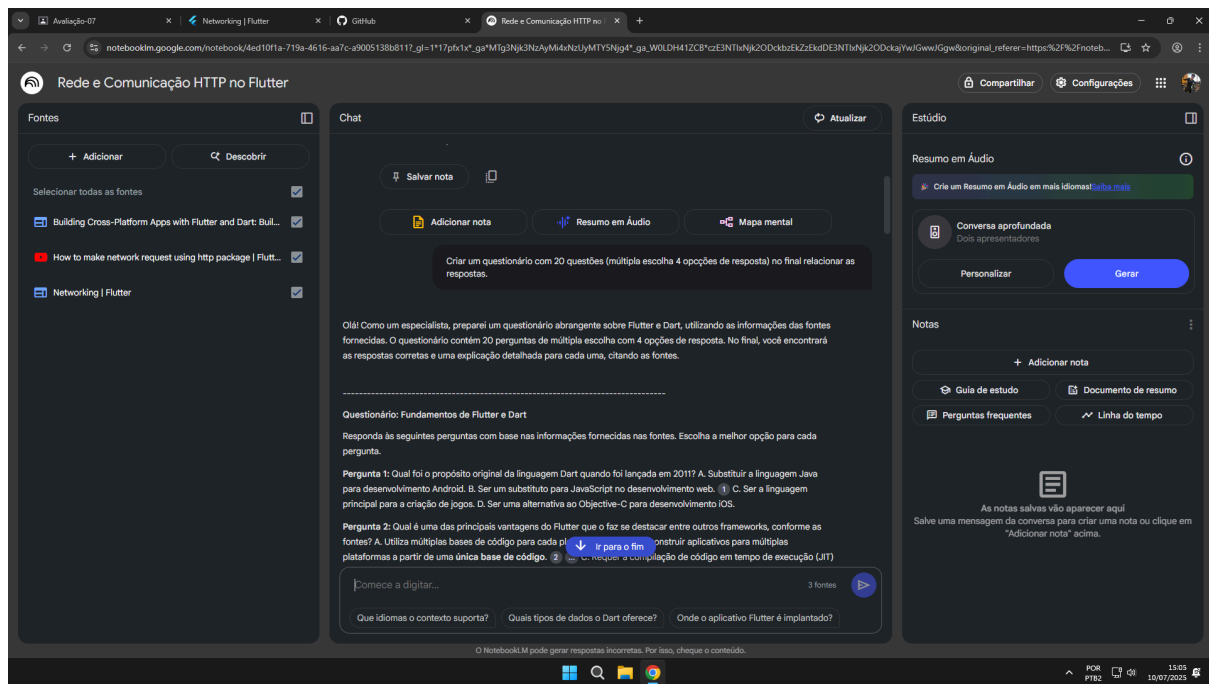 Avaliação-07
Networking | Flutter
GitHub
Rede e Comunicação HTTP no
notebooklm.google.com/notebook/4ed10f1a-719a-4616-aa7c-a9005138b811?_gl=1*17pfx1x*_ga*MTg3Njk3NzAyMi4xNzUyMTY5Njg4*_ga_W0LDH41ZCB*czE3NTIxNjk2ODckbzEkZzEkdDE3NTIxNjk2ODckajYwJGwwJGgw&original_referer=https:%2F%2Fnoteb...
Rede e Comunicação HTTP no Flutter
Compartilhar
Configurações
Fontes
Chat
Atualizar
Estúdio
+ Adicionar
Descobrir
Selecionar todas as fontes
Building Cross-Platform Apps with Flutter and Dart: Buil...
How to make network request using http package | Flutt...
Networking | Flutter
Salvar nota
Adicionar nota
Resumo em Áudio
Mapa mental
Criar um questionário com 20 questões (múltipla escolha 4 opcções de resposta) no final relacionar as
respostas.
Olá! Como um especialista, preparei um questionário abrangente sobre Flutter e Dart, utilizando as informações das fontes
fornecidas. O questionário contém 20 perguntas de múltipla escolha com 4 opções de resposta. No final, você encontrará
as respostas corretas e uma explicação detalhada para cada uma, citando as fontes.
--------------------------------------------------------------------------------
Questionário: Fundamentos de Flutter e Dart
Responda às seguintes perguntas com base nas informações fornecidas nas fontes. Escolha a melhor opção para cada
pergunta.
Pergunta 1: Qual foi o propósito original da linguagem Dart quando foi lançada em 2011? A. Substituir a linguagem Java
para desenvolvimento Android. B. Ser um substituto para JavaScript no desenvolvimento web. 1 C. Ser a linguagem
principal para a criação de jogos. D. Ser uma alternativa ao Objective-C para desenvolvimento iOS.
Pergunta 2: Qual é uma das principais vantagens do Flutter que o faz se destacar entre outros frameworks, conforme as
fontes? A. Utiliza múltiplas bases de código para cada pl
onstruir aplicativos para múltiplas
plataformas a partir de uma única base de código. 2 ... C. Requer a compilação de código em tempo de execução (JIT)
Ir para o fim
Comece a digitar...
3 fontes
Que idiomas o contexto suporta?
Quais tipos de dados o Dart oferece?
Onde o aplicativo Flutter é implantado?
O NotebookLM pode gerar respostas incorretas. Por isso, cheque o conteúdo.
Resumo em Áudio
Crie um Resumo em Áudio em mais idiomas!Saiba mais
Conversa aprofundada
Dois apresentadores
Personalizar
Gerar
Notas
+ Adicionar nota
Guia de estudo
Documento de resumo
Perguntas frequentes
Linha do tempo
As notas salvas vão aparecer aqui
Salve uma mensagem da conversa para criar uma nota ou clique em
"Adicionar nota" acima.
POR
PTB2
15:05
10/07/2025